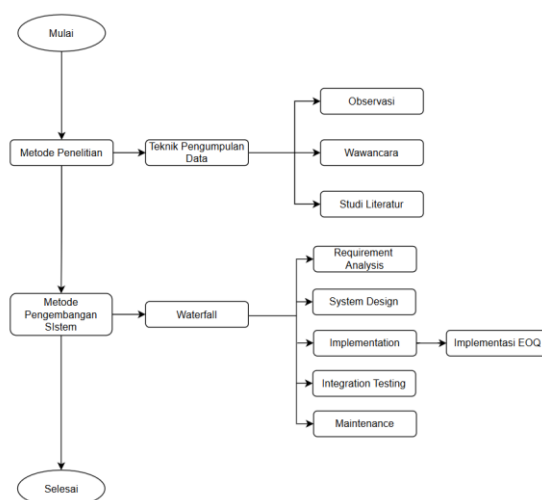 Mulai
Observasi
Metode Penelitian
Teknik Pengumpulan
Data
Wawancara
Studi Literatur
Requirement
Analysis
Metode
Pengembangan
SIstem
Waterfall
System Design
Implementation
Implementasi EOQ
Integration Testing
Maintenance
Selesai